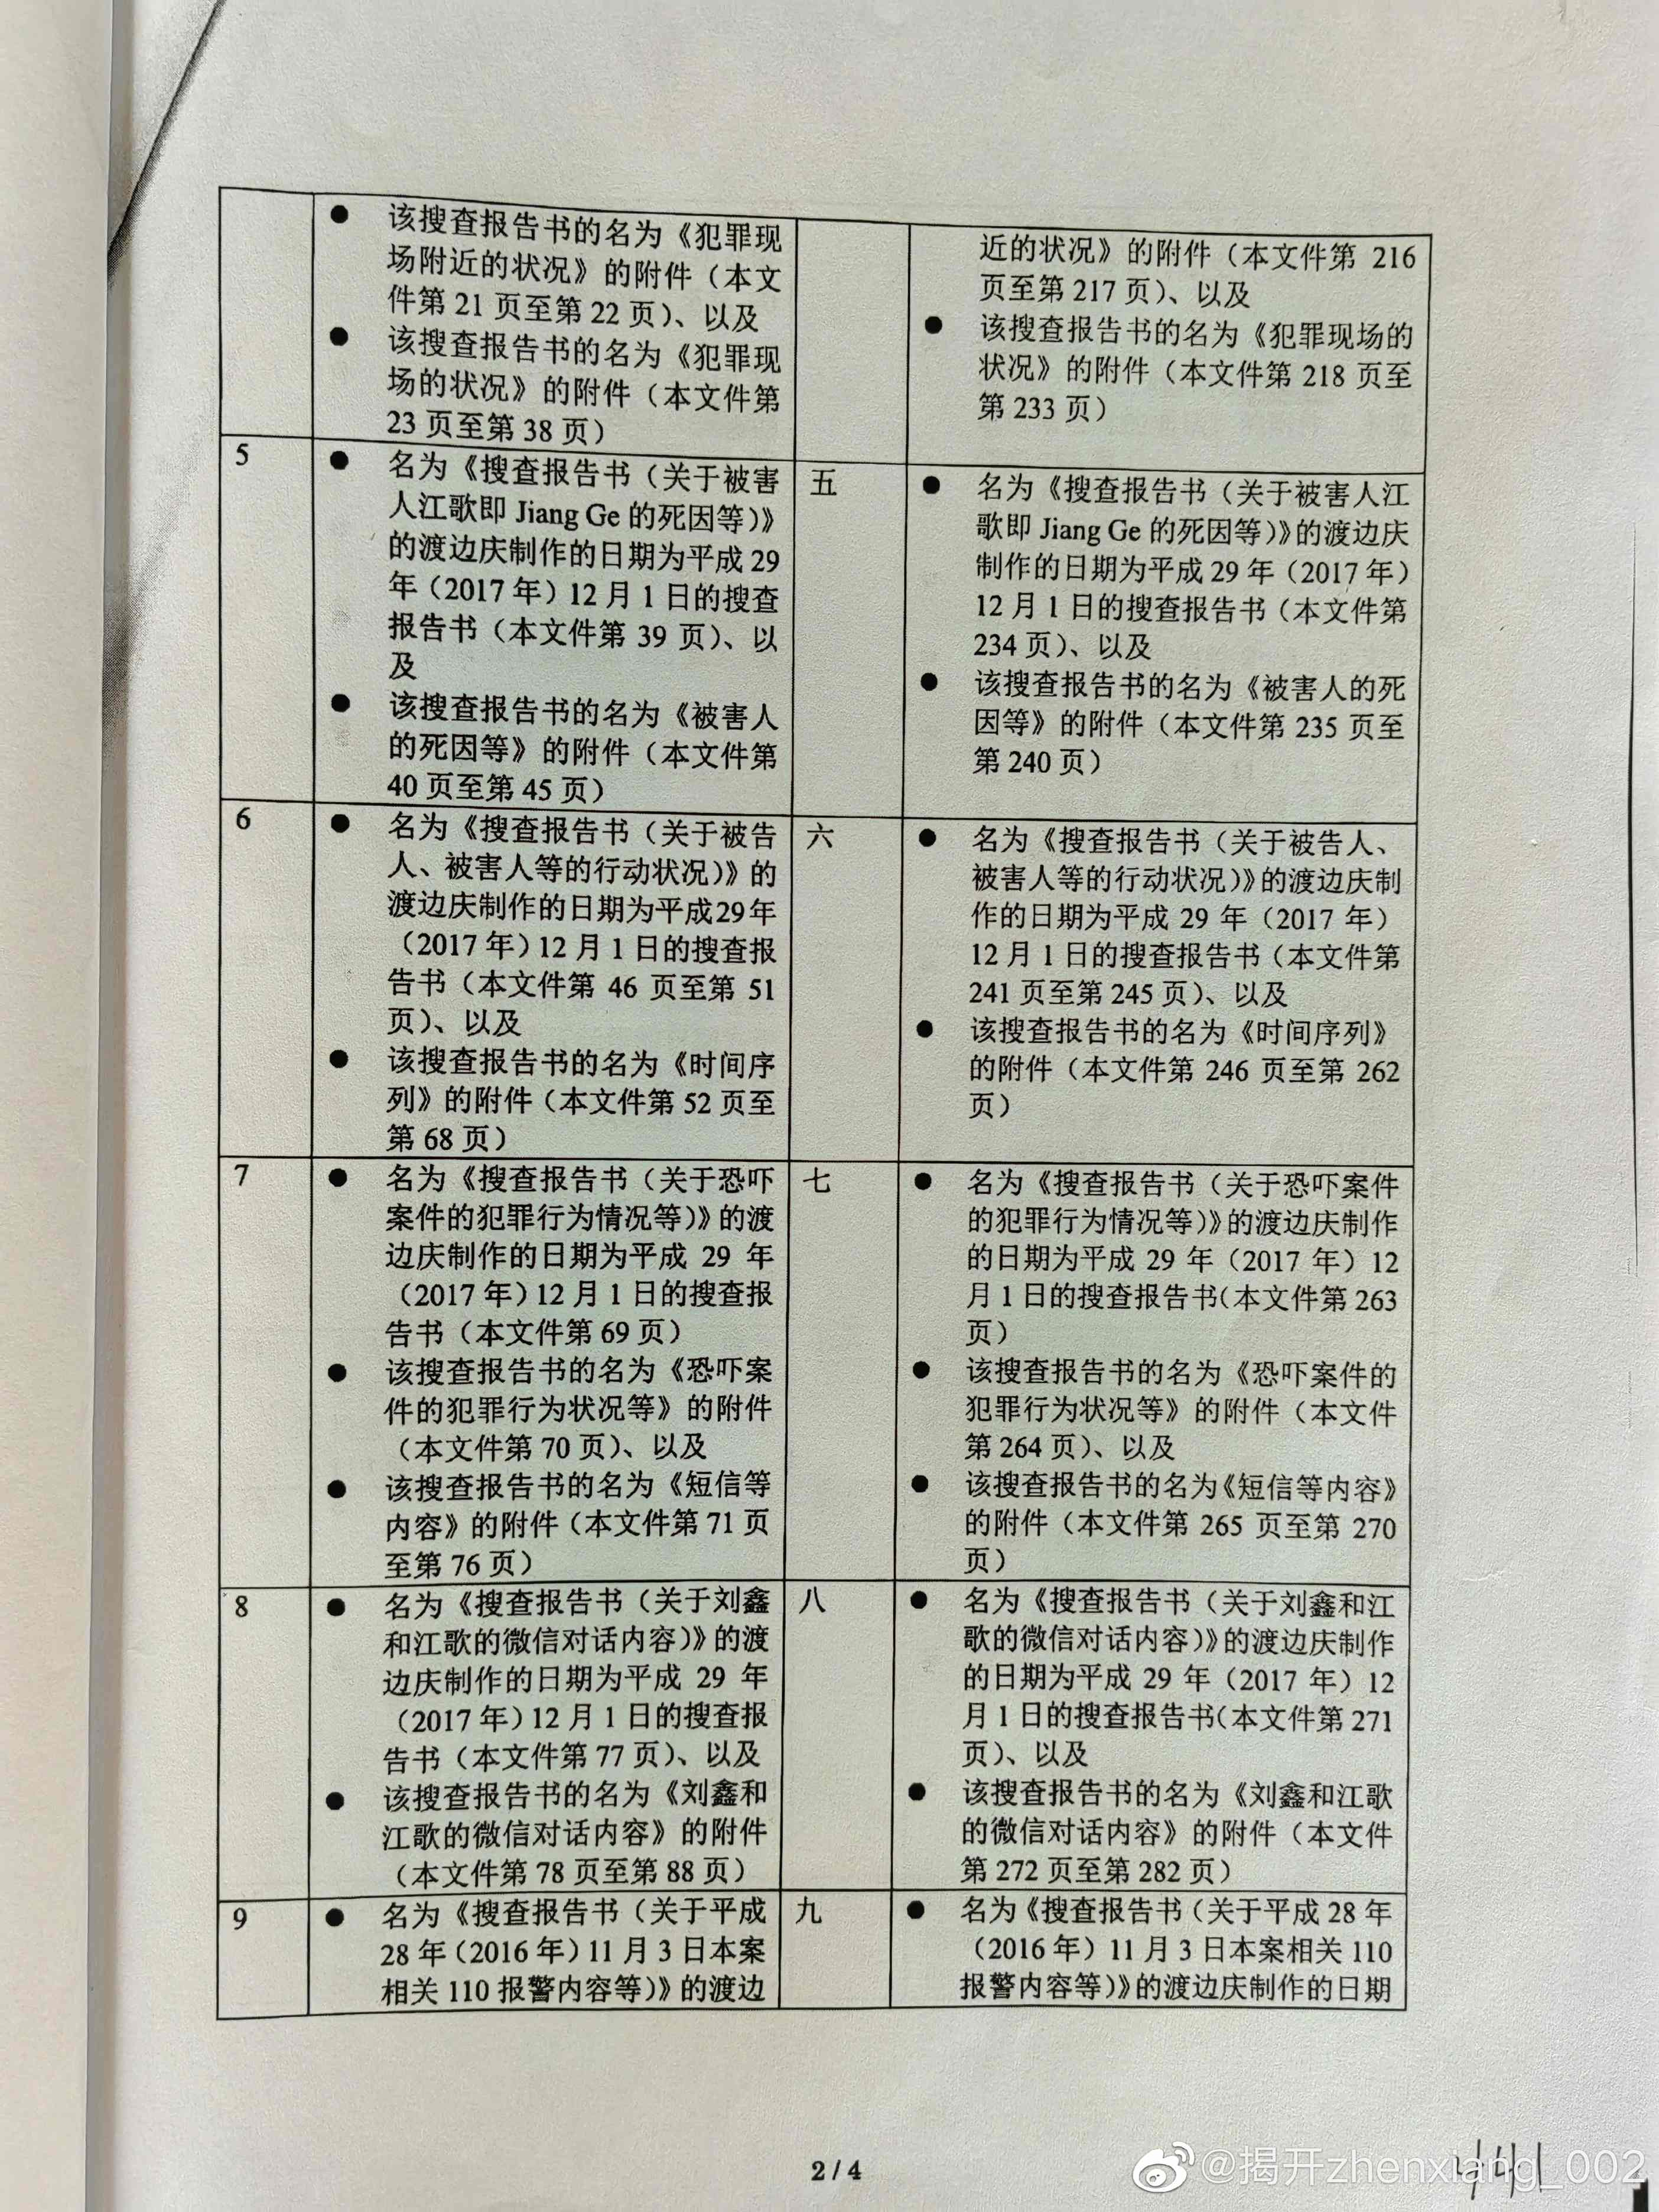 ● 该搜查报告书的名为《犯罪现
场附近的状况》的附件（本文
件第 21 页至第 22 页）、以及
● 该搜查报告书的名为《犯罪现
场的状况》的附件（本文件第
23 页至第 38 页）
近的状况》的附件（本文件第 216
页至第 217 页）、以及
● 该搜查报告书的名为《犯罪现场的
状况》的附件（本文件第 218 页至
第 233 页）
5
● 名为《搜查报告书（关于被害
人江歌即 Jiang Ge 的死因等）》
的渡边庆制作的日期为平成 29
年（2017 年）12 月 1 日的搜查
报告书（本文件第 39 页）、以
及
● 该搜查报告书的名为《被害人
的死因等》的附件（本文件第
40 页至第 45 页）
五
● 名为《搜查报告书（关于被害人江
歌即 Jiang Ge 的死因等）》的渡边庆
制作的日期为平成 29 年（2017 年）
12 月 1 日的搜查报告书（本文件第
234 页）、以及
● 该搜查报告书的名为《被害人的死
因等》的附件（本文件第 235 页至
第 240 页）
6
● 名为《搜查报告书（关于被告
人、被害人等的行动状况）》的
渡边庆制作的日期为平成29年
（2017 年）12 月 1 日的搜查报
告书（本文件第 46 页至第 51
页）、以及
● 该搜查报告书的名为《时间序
列》的附件（本文件第 52 页至
第 68 页）
六
● 名为《搜查报告书（关于被告人、
被害人等的行动状况）》的渡边庆制
作的日期为平成 29 年（2017 年）
12 月 1 日的搜查报告书（本文件第
241 页至第 245 页）、以及
● 该搜查报告书的名为《时间序列》
的附件（本文件第 246 页至第 262
页）
7
● 名为《搜查报告书（关于恐吓
案件的犯罪行为情况等）》的渡
边庆制作的日期为平成 29 年
（2017 年）12 月 1 日的搜查报
告书（本文件第 69 页）
● 该搜查报告书的名为《恐吓案
件的犯罪行为状况等》的附件
（本文件第 70 页）、以及
● 该搜查报告书的名为《短信等
内容》的附件（本文件第 71 页
至第 76 页）
七
● 名为《搜查报告书（关于恐吓案件
的犯罪行为情况等）》的渡边庆制作
的日期为平成 29 年（2017 年）12
月 1 日的搜查报告书（本文件第 263
页）
● 该搜查报告书的名为《恐吓案件的
犯罪行为状况等》的附件（本文件
第 264 页）、以及
● 该搜查报告书的名为《短信等内容》
的附件（本文件第 265 页至第 270
页）
8
● 名为《搜查报告书（关于刘鑫
和江歌的微信对话内容）》的渡
边庆制作的日期为平成 29 年
（2017 年）12 月 1 日的搜查报
告书（本文件第 77 页）、以及
● 该搜查报告书的名为《刘鑫和
江歌的微信对话内容》的附件
（本文件第 78 页至第 88 页）
八
● 名为《搜查报告书（关于刘鑫和江
歌的微信对话内容）》的渡边庆制作
的日期为平成 29 年（2017 年）12
月 1 日的搜查报告书（本文件第 271
页）、以及
● 该搜查报告书的名为《刘鑫和江歌
的微信对话内容》的附件（本文件
第 272 页至第 282 页）
9
● 名为《搜查报告书（关于平成
28 年（2016 年）11 月 3 日本案
相关 110 报警内容等）》的渡边
九
● 名为《搜查报告书（关于平成 28 年
（2016 年）11 月 3 日本案相关 110
报警内容等）》的渡边庆制作的日期
2 / 4
@揭开zhenxiang_002